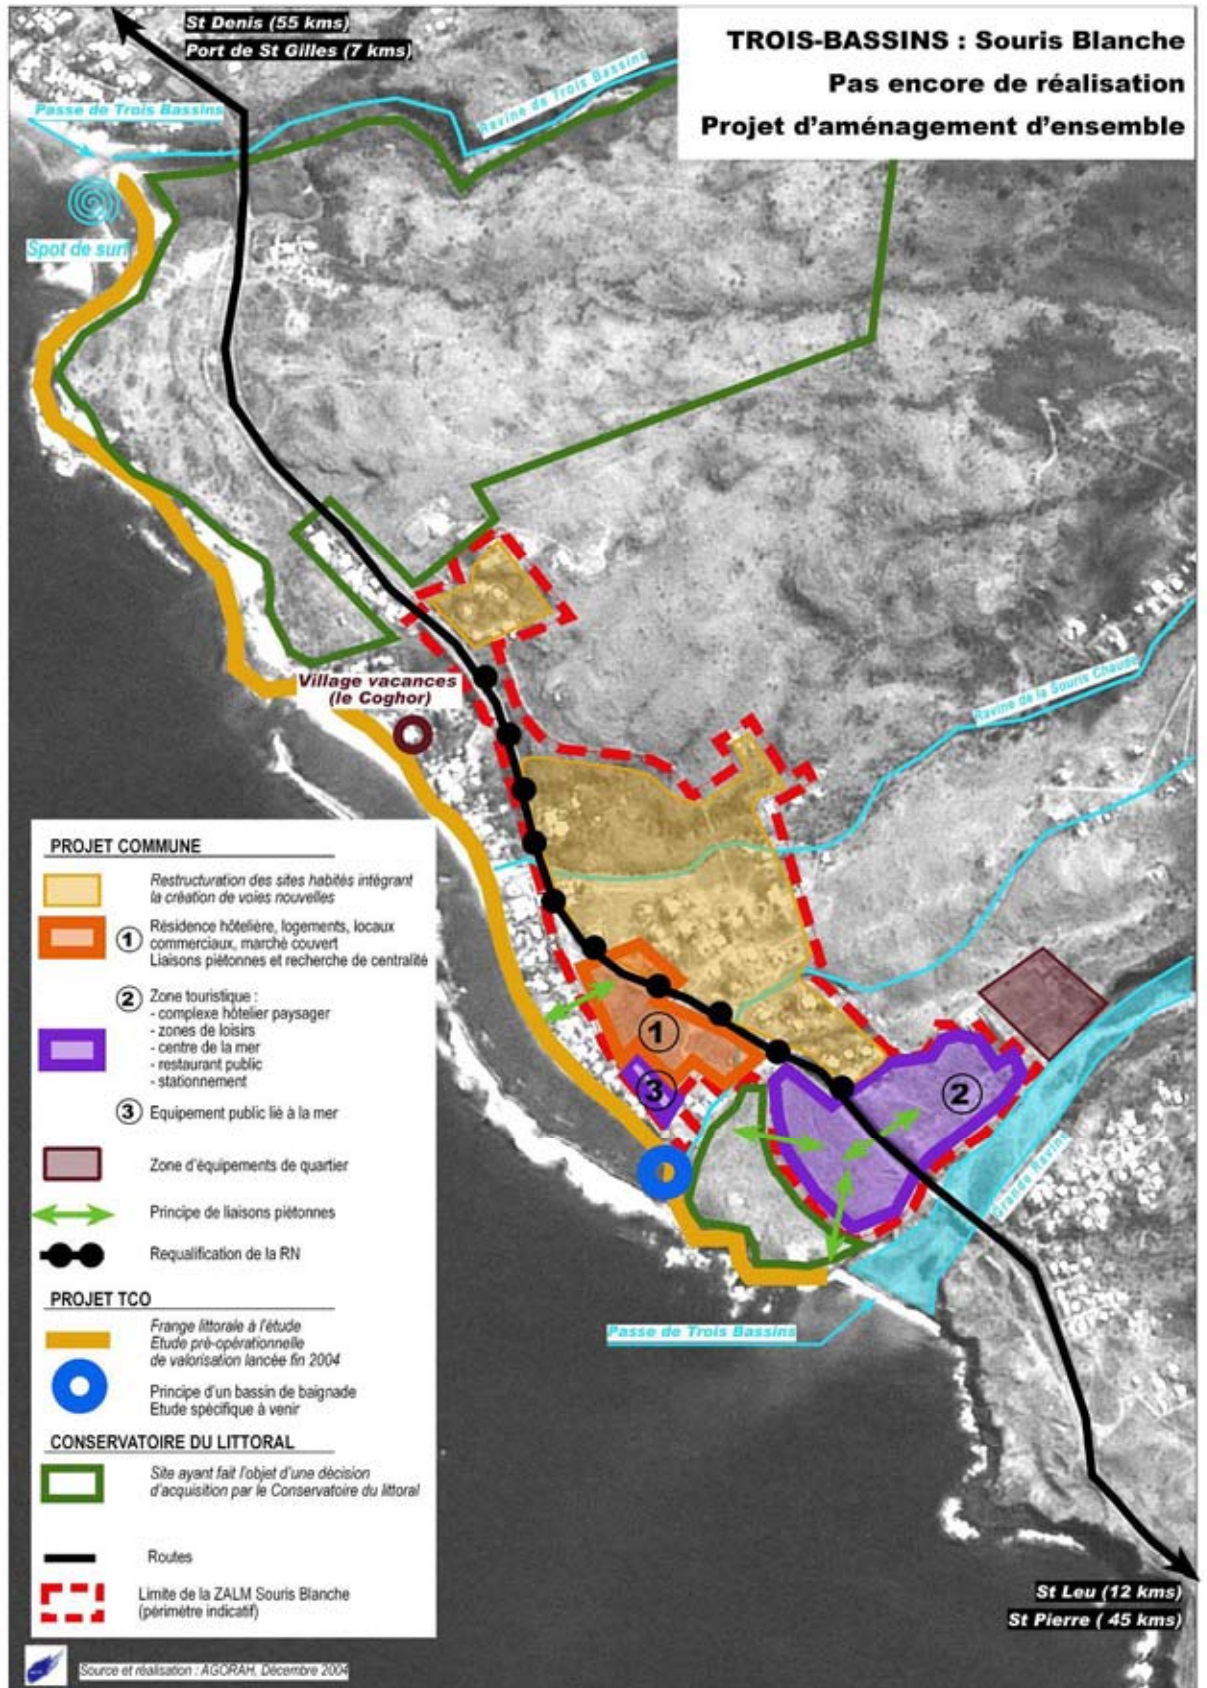 St Denis (55 kms)
Port de St Gilles (7 kms)
TROIS-BASSINS : Souris Blanche
Pas encore de réalisation
Projet d'aménagement d'ensemble
Passe de Trois Bassins
Ravine de Trois Bassins
Spot de surf
Village vacances
(le Coghor)
Ravine de la Souris Chaude
1
2
3
Grande Ravine
Passe de Trois Bassins
St Leu (12 kms)
St Pierre ( 45 kms)
PROJET COMMUNE
Restructuration des sites habités intégrant
la création de voies nouvelles
1 Résidence hôtelière, logements, locaux
commerciaux, marché couvert
Liaisons piètonnes et recherche de centralité
2 Zone touristique :
- complexe hôtelier paysager
- zones de loisirs
- centre de la mer
- restaurant public
- stationnement
3 Equipement public lié à la mer
Zone d'équipements de quartier
Principe de liaisons piètonnes
Requalification de la RN
PROJET TCO
Frange littorale à l'étude
Etude pré-opérationnelle
de valorisation lancée fin 2004
Principe d'un bassin de baignade
Etude spécifique à venir
CONSERVATOIRE DU LITTORAL
Site ayant fait l'objet d'une décision
d'acquisition par le Conservatoire du littoral
Routes
Limite de la ZALM Souris Blanche
(périmètre indicatif)
Source et réalisation : AGORAH, Décembre 2004